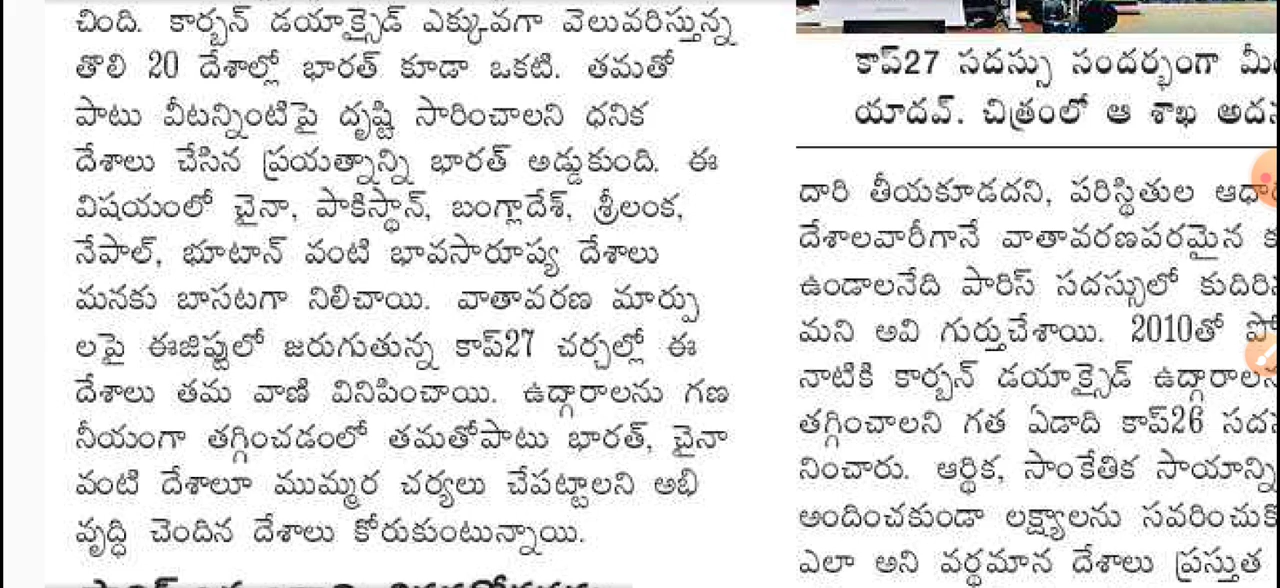 చింది. కార్బన్ డయాక్సైడ్ ఎక్కువగా వెలువరిస్తున్న
తొలి 20 దేశాల్లో భారత్ కూడా ఒకటి. తమతో
పాటు వీటన్నింటిపై దృష్టి సారించాలని ధనిక
దేశాలు చేసిన ప్రయత్నాన్ని భారత్ అడ్డుకుంది. ఈ
విషయంలో చైనా, పాకిస్థాన్, బంగ్లాదేశ్, శ్రీలంక,
నేపాల్, భూటాన్ వంటి భావసారూప్య దేశాలు
మనకు బాసటగా నిలిచాయి. వాతావరణ మార్పు
లపై ఈజిప్టులో జరుగుతున్న కాప్27 చర్చల్లో ఈ
దేశాలు తమ వాణి వినిపించాయి. ఉద్గారాలను గణ
నీయంగా తగ్గించడంలో తమతోపాటు భారత్, చైనా
వంటి దేశాలూ ముమ్మర చర్యలు చేపట్టాలని అభి
వృద్ధి చెందిన దేశాలు కోరుకుంటున్నాయి.
కాప్27 సదస్సు సందర్భంగా
యాదవ్. చిత్రంలో ఆ శాఖ
దారి తీయకూడదని, పరిస్థితుల
దేశాలవారీగానే వాతావరణపరమైన
ఉండాలనేది పారిస్ సదస్సులో
మని అవి గుర్తుచేశాయి. 2010తో
నాటికి కార్బన్ డయాక్సైడ్
తగ్గించాలని గత ఏడాది కాప్26
నించారు. ఆర్థిక, సాంకేతిక సాయాన్ని
అందించకుండా లక్ష్యాలను
ఎలా అని వర్ధమాన దేశాలు ప్రస్తుత